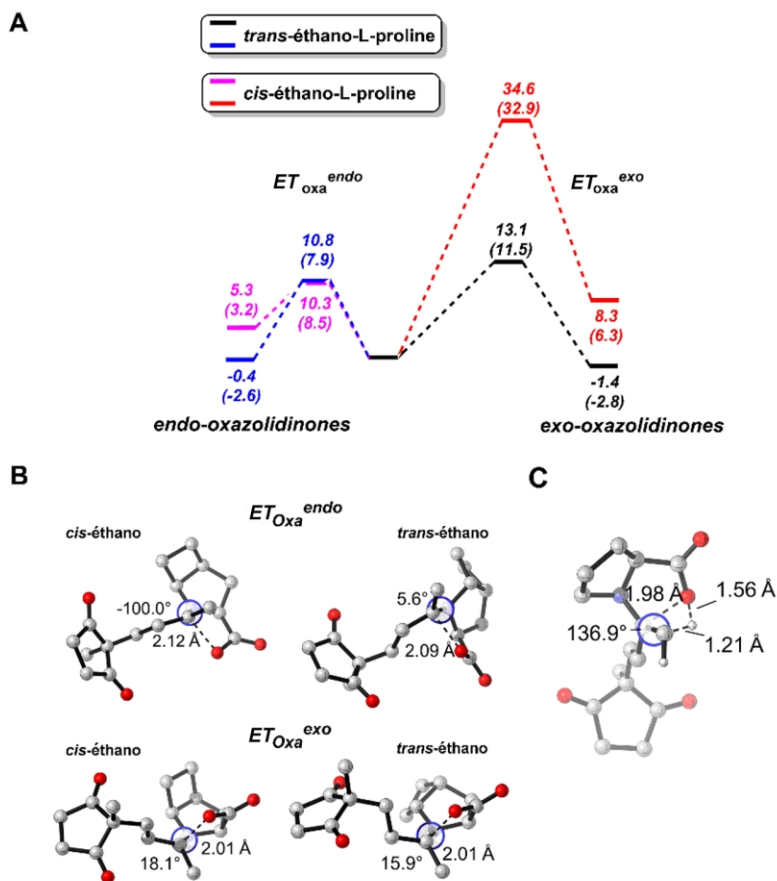 A
trans-éthano-L-proline
cis-éthano-L-proline
34.6
(32.9)
ET oxa endo
ET oxa exo
13.1
(11.5)
10.8
(7.9)
5.3
(3.2)
10.3
(8.5)
8.3
(6.3)
-0.4
(-2.6)
-1.4
(-2.8)
endo-oxazolidinones
exo-oxazolidinones
B
C
ET Oxa endo
cis-éthano
trans-éthano
-100.0°
2.12 Å
5.6°
2.09 Å
1.98 Å
1.56 Å
136.9°
1.21 Å
ET Oxa exo
cis-éthano
trans-éthano
18.1°
2.01 Å
15.9°
2.01 Å